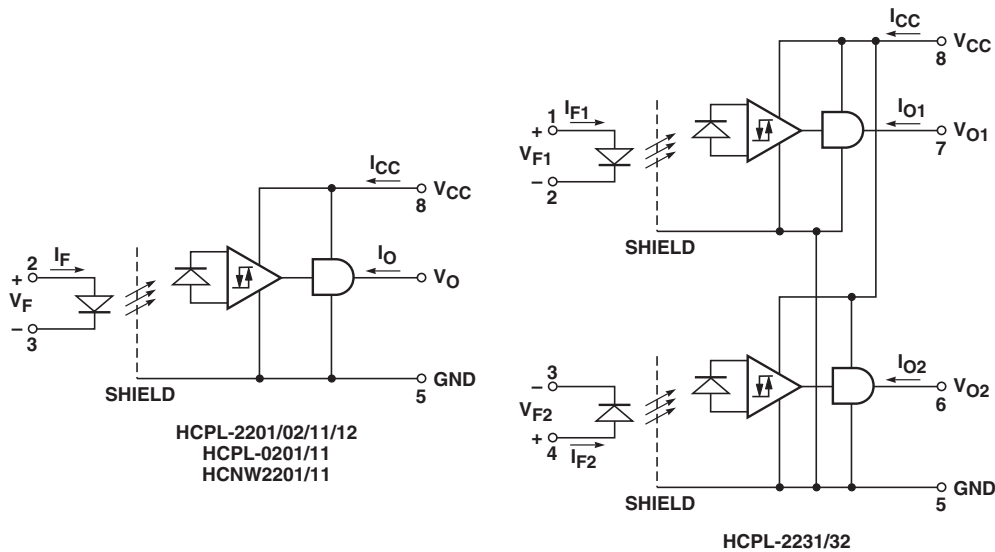 I_F
2
+
V_F
–
3
SHIELD
I_CC
V_CC
8
I_O
V_O
GND
5
HCPL-2201/02/11/12
HCPL-0201/11
HCNW2201/11
I_CC
V_CC
8
1
I_F1
+
V_F1
–
2
SHIELD
I_O1
V_O1
7
3
–
V_F2
+
4
I_F2
SHIELD
I_O2
V_O2
6
GND
5
HCPL-2231/32